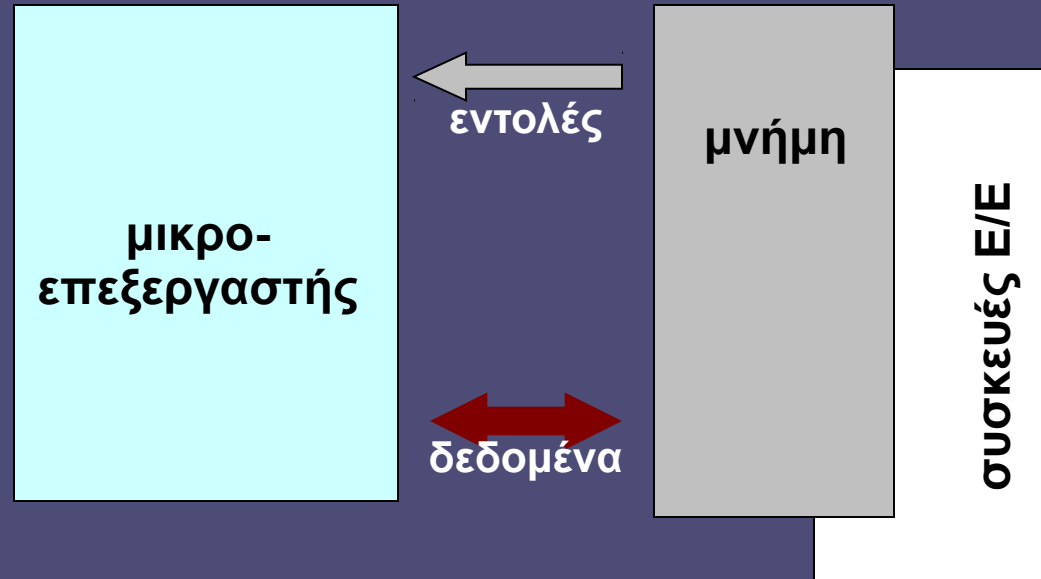 εντολές
μνήμη
μικρο-
επεξεργαστής
συσκευές Ε/Ε
δεδομένα